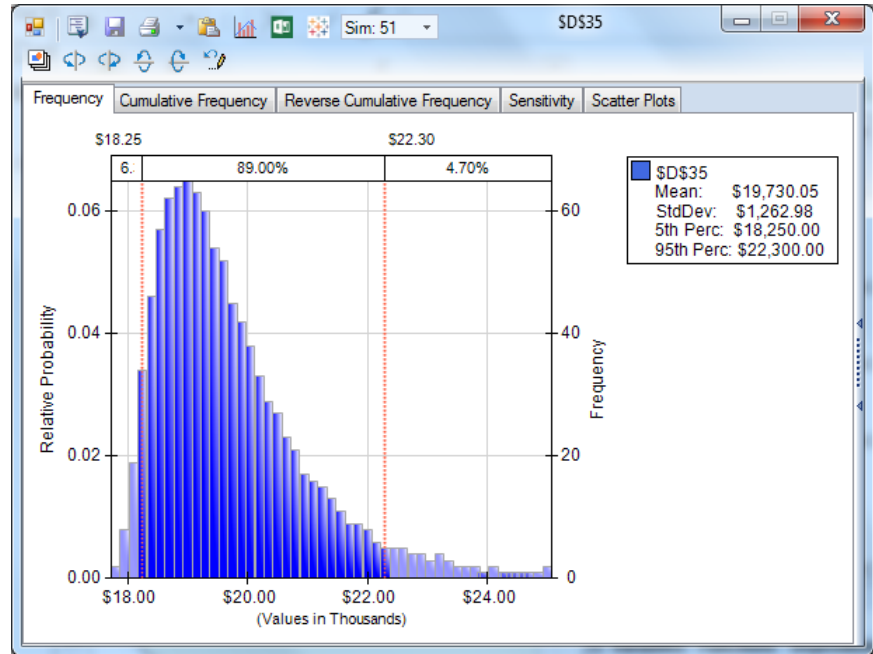 Sim: 51
$D$35
Frequency
Cumulative Frequency
Reverse Cumulative Frequency
Sensitivity
Scatter Plots
$18.25
$22.30
6.
89.00%
4.70%
$D$35
Mean: $19,730.05
StdDev: $1,262.98
5th Perc: $18,250.00
95th Perc: $22,300.00
Relative Probability
0.06
0.04
0.02
0.00
60
40
20
0
Frequency
$18.00
$20.00
$22.00
$24.00
(Values in Thousands)